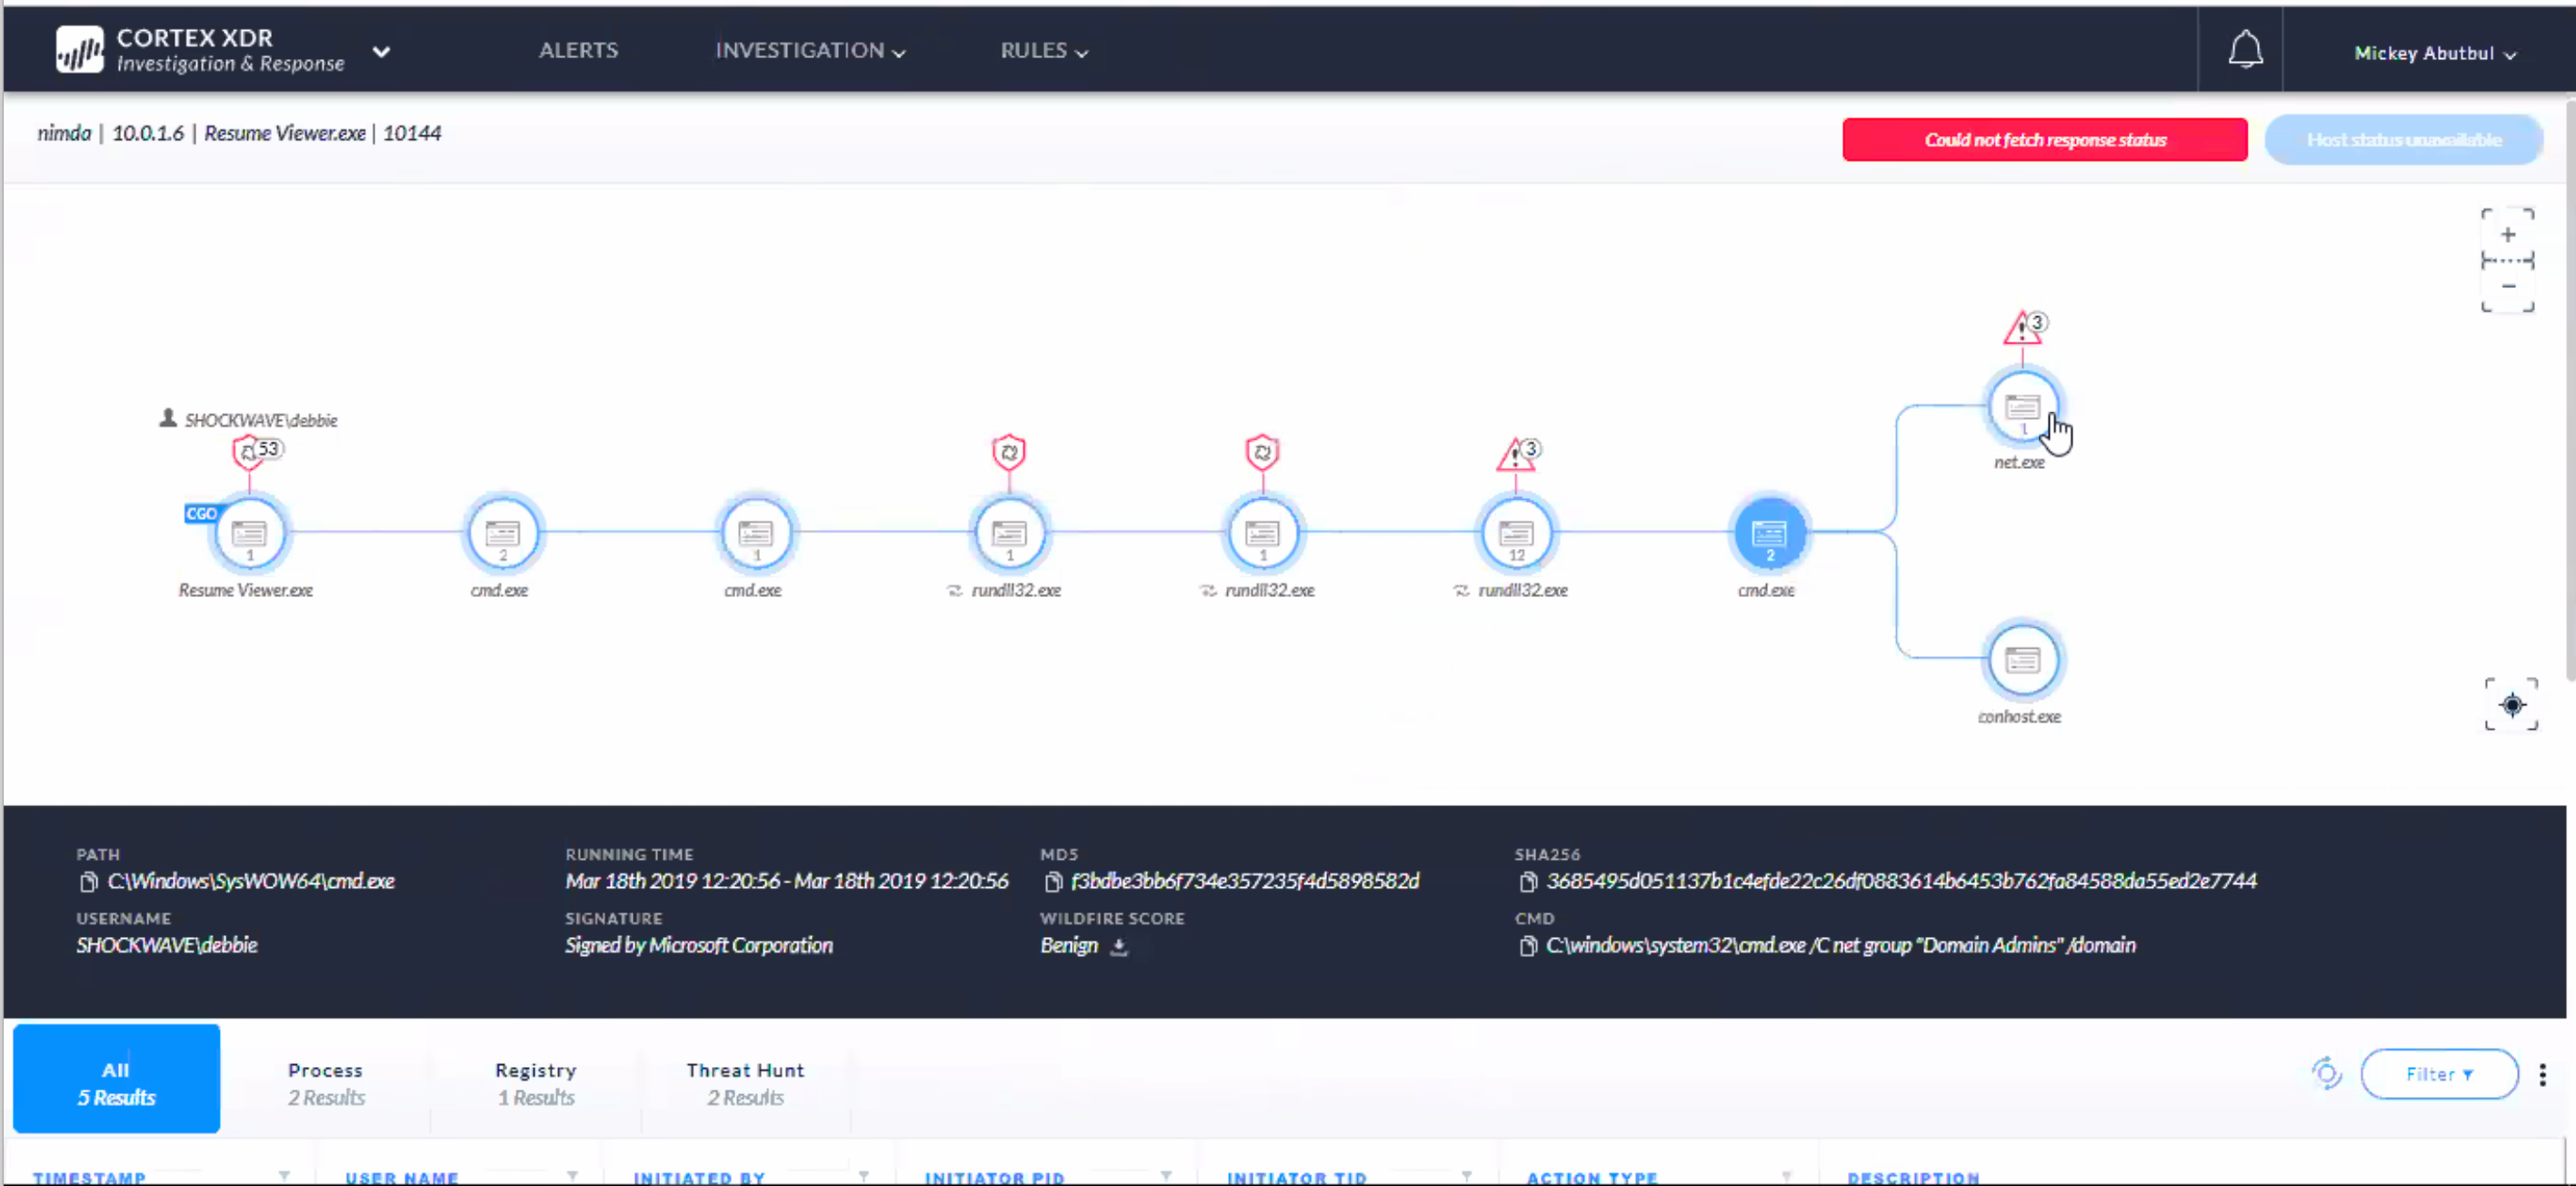 CORTEX XDR
Investigation & Response
ALERTS
INVESTIGATION
RULES
Mickey Abutbul
nimda | 10.0.1.6 | Resume Viewer.exe | 10144
Could not fetch response status
Host status unavailable
+
−
3
SHOCKWAVE\debbie
53
3
1
net.exe
CGO
1
2
1
1
1
12
2
Resume Viewer.exe
cmd.exe
cmd.exe
rundll32.exe
rundll32.exe
rundll32.exe
cmd.exe
conhost.exe
PATH
C:\Windows\SysWOW64\cmd.exe
RUNNING TIME
Mar 18th 2019 12:20:56 - Mar 18th 2019 12:20:56
MD5
f3bdbe3bb6f734e357235f4d5898582d
SHA256
3685495d051137b1c4efde22c26df0883614b6453b762fa84588da55ed2e7744
USERNAME
SHOCKWAVE\debbie
SIGNATURE
Signed by Microsoft Corporation
WILDFIRE SCORE
Benign
CMD
C:\windows\system32\cmd.exe /C net group "Domain Admins" /domain
All
5 Results
Process
2 Results
Registry
1 Results
Threat Hunt
2 Results
Filter
TIMESTAMP
USER NAME
INITIATED BY
INITIATOR PID
INITIATOR TID
ACTION TYPE
DESCRIPTION